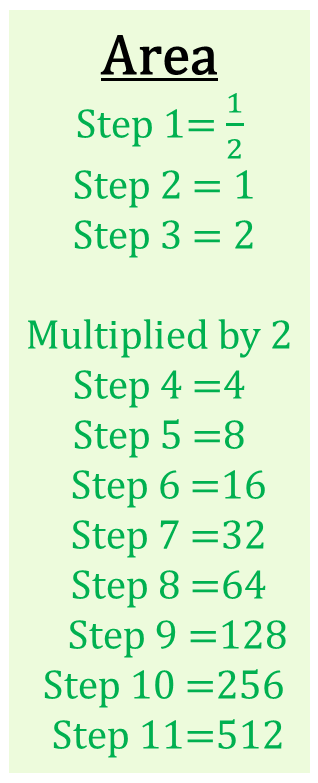 Area
Step 1= 1/2
Step 2 = 1
Step 3 = 2
Multiplied by 2
Step 4 =4
Step 5 =8
Step 6 =16
Step 7 =32
Step 8 =64
Step 9 =128
Step 10 =256
Step 11=512